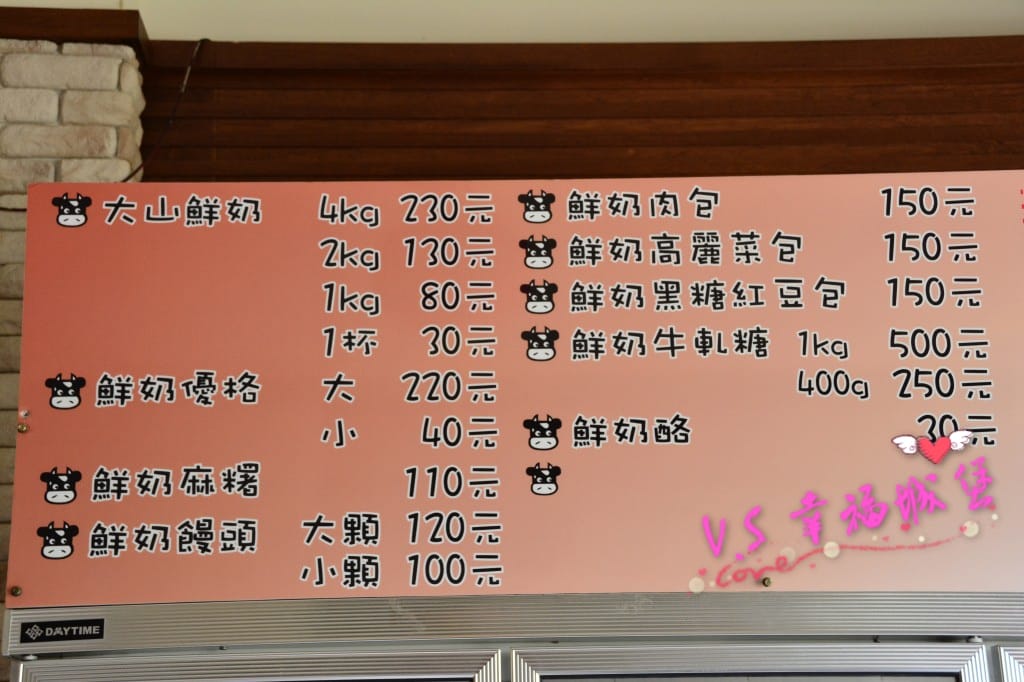 大山鮮奶 4kg 230元
2kg 130元
1kg 80元
1杯 30元
鮮奶優格 大 220元
小 40元
鮮奶麻糬 110元
鮮奶饅頭 大顆 120元
小顆 100元
鮮奶肉包 150元
鮮奶高麗菜包 150元
鮮奶黑糖紅豆包 150元
鮮奶牛軋糖 1kg 500元
400g 250元
鮮奶酪 30元
V.S 幸福城堡
cone
DAYTIME